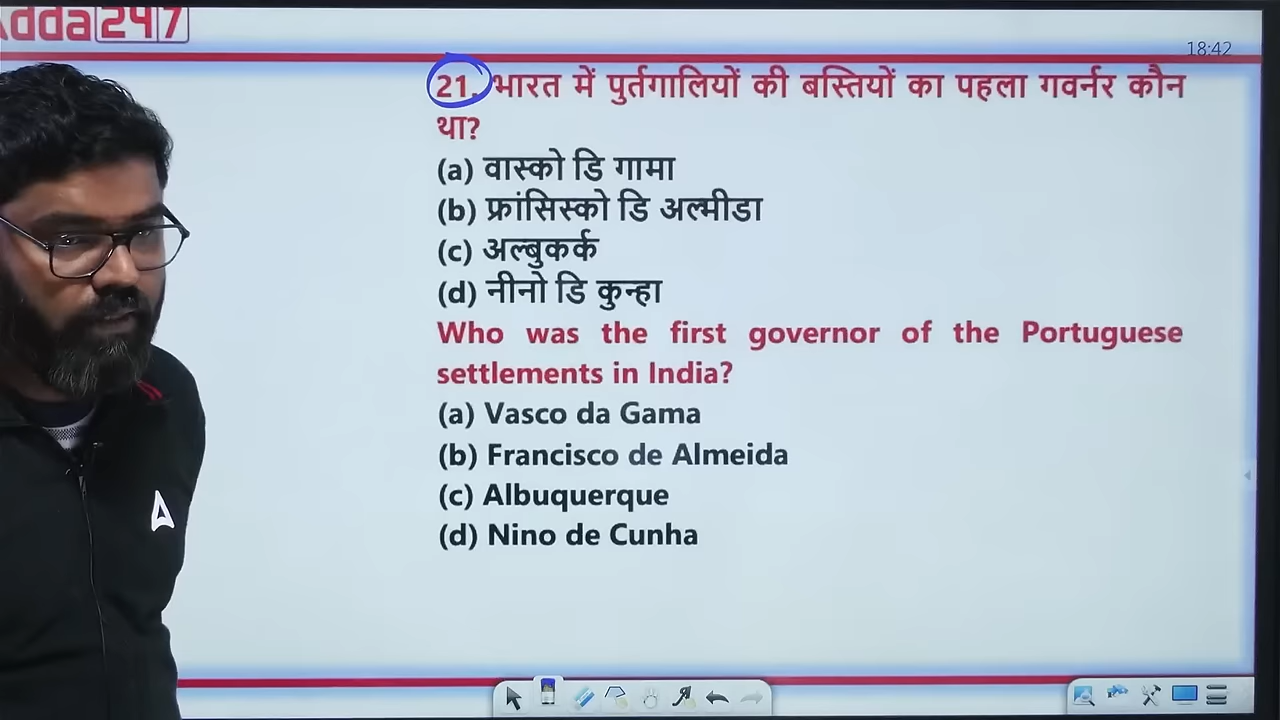 Adda247
18:42
21. भारत में पुर्तगालियों की बस्तियों का पहला गवर्नर कौन
था?
(a) वास्को डि गामा
(b) फ्रांसिस्को डि अल्मीडा
(c) अल्बुकर्क
(d) नीनो डि कुन्हा
Who was the first governor of the Portuguese
settlements in India?
(a) Vasco da Gama
(b) Francisco de Almeida
(c) Albuquerque
(d) Nino de Cunha